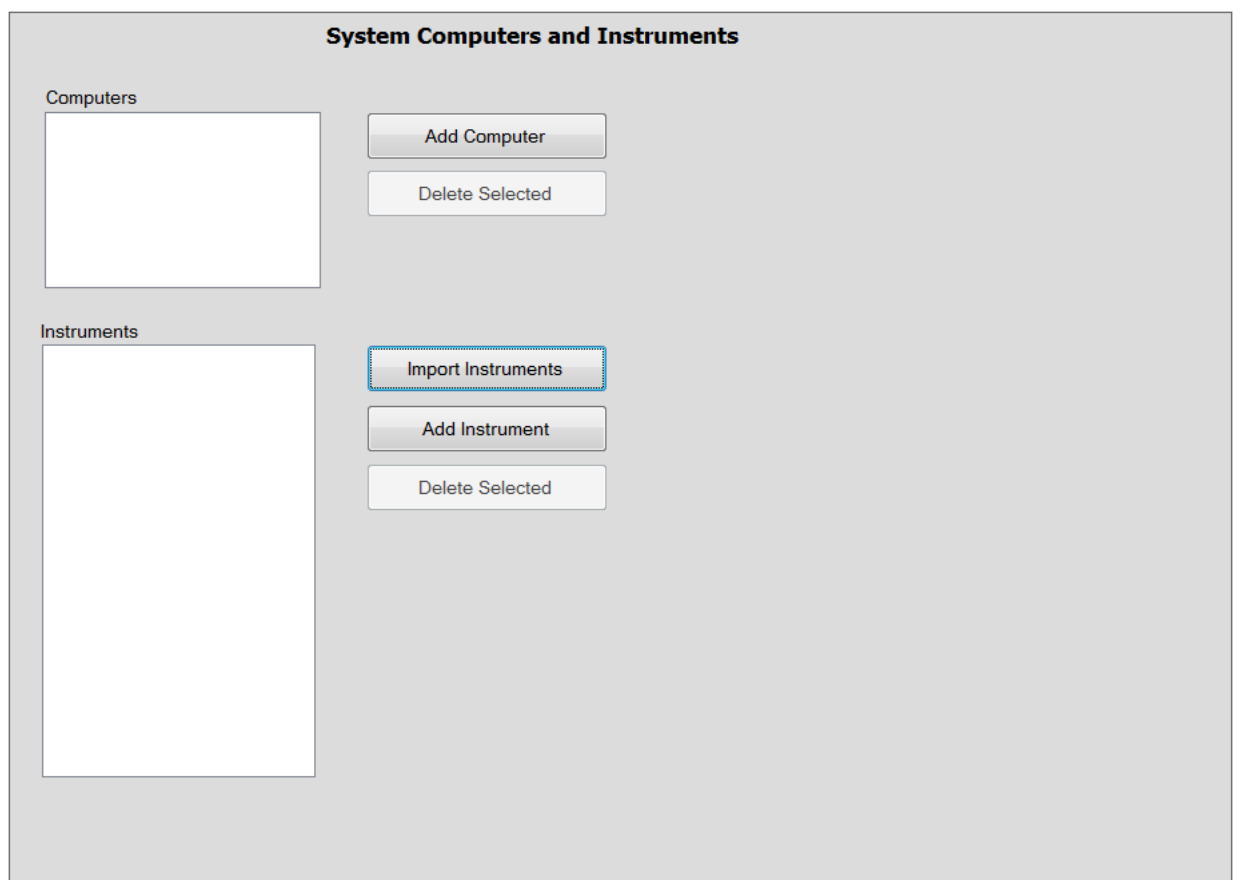 System Computers and Instruments
Computers
Add Computer
Delete Selected
Instruments
Import Instruments
Add Instrument
Delete Selected